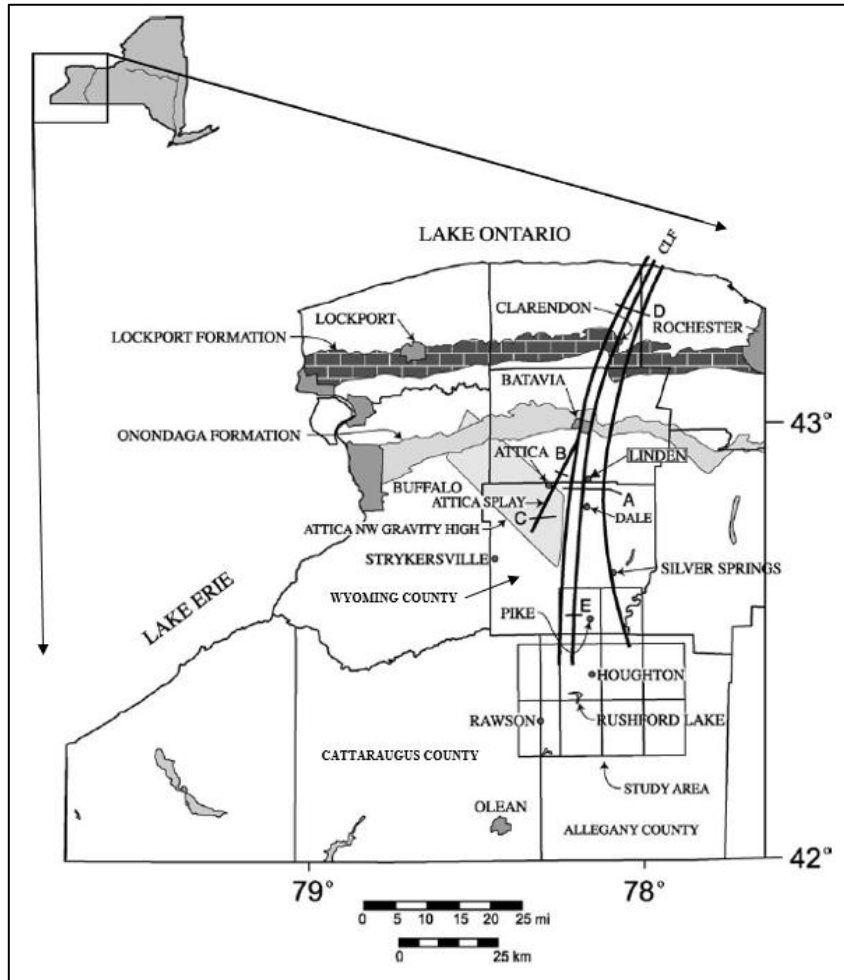 CLF
LAKE ONTARIO
CLARENDON
D
LOCKPORT
ROCHESTER
LOCKPORT FORMATION
BATAVIA
43°
ONONDAGA FORMATION
ATTICA
B
LINDEN
BUFFALO
A
ATTICA SPLAY
DALE
C
ATTICA NW GRAVITY HIGH
STRYKERSVILLE
SILVER SPRINGS
WYOMING COUNTY
LAKE ERIE
PIKE
E
HOUGHTON
RAWSON
RUSHFORD LAKE
CATTARAUGUS COUNTY
STUDY AREA
OLEAN
ALLEGANY COUNTY
42°
79°
78°
0 5 10 15 20 25 mi
0 25 km